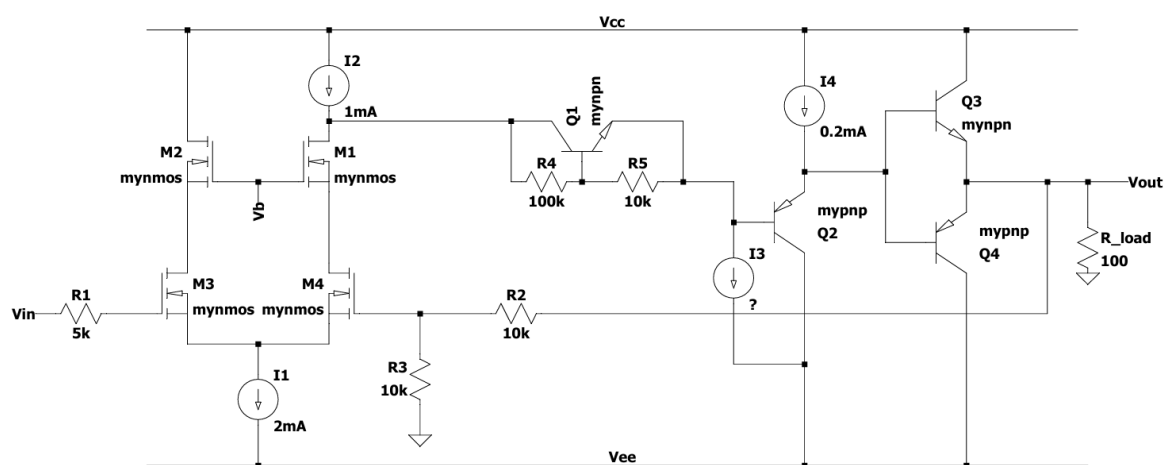 Vcc
I2
1mA
Q1
mynpn
I4
0.2mA
Q3
mynpn
M2
mynmos
M1
mynmos
Vb
R4
100k
R5
10k
mypnp
Q2
Vout
mypnp
Q4
R_load
100
I3
?
M3
mynmos
M4
mynmos
Vin
R1
5k
R2
10k
R3
10k
I1
2mA
Vee